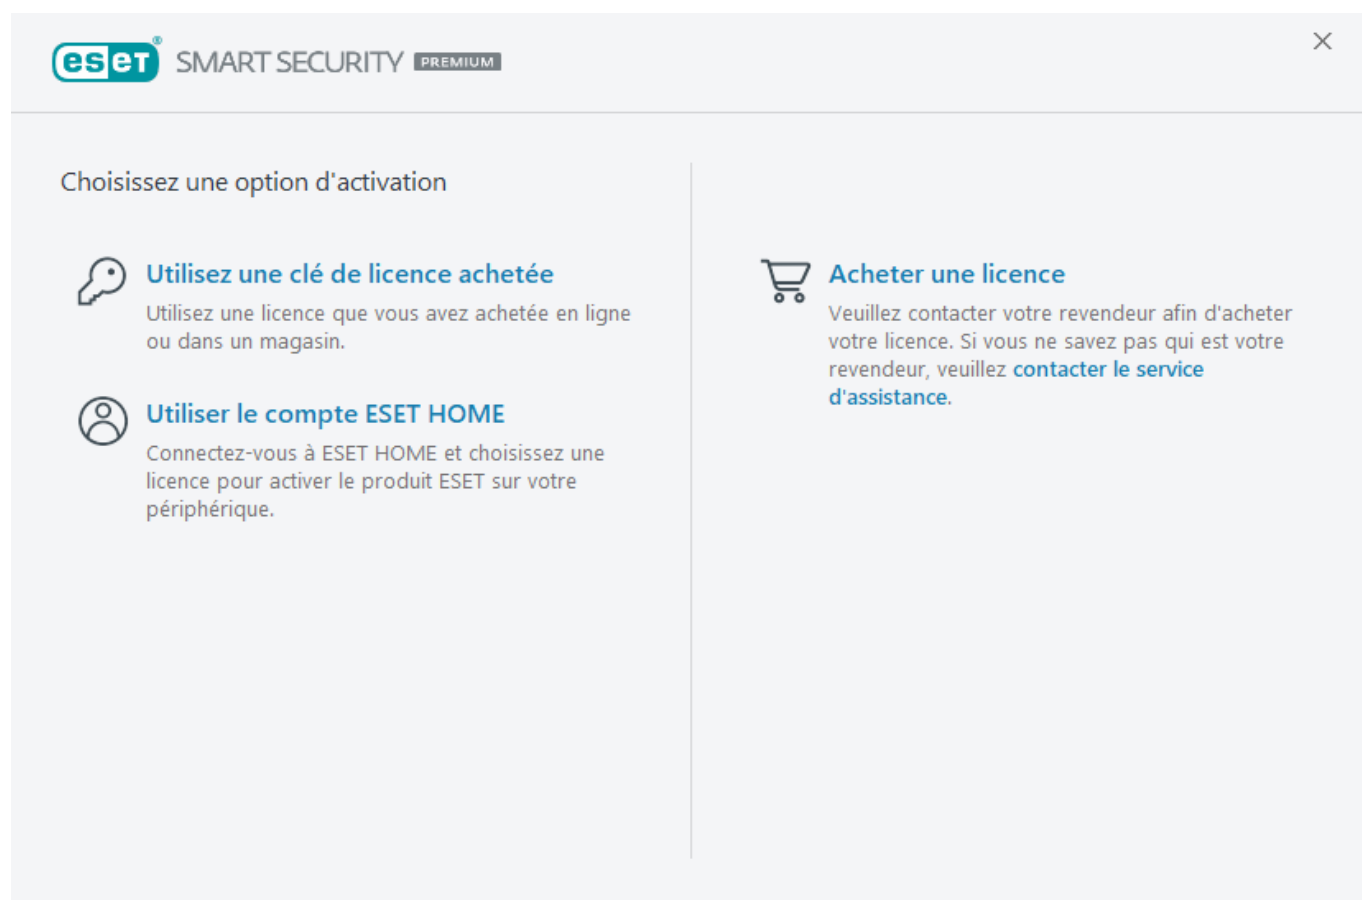 eset® SMART SECURITY PREMIUM
Choisissez une option d'activation
Utilisez une clé de licence achetée
Utilisez une licence que vous avez achetée en ligne
ou dans un magasin.
Utiliser le compte ESET HOME
Connectez-vous à ESET HOME et choisissez une
licence pour activer le produit ESET sur votre
périphérique.
Acheter une licence
Veuillez contacter votre revendeur afin d'acheter
votre licence. Si vous ne savez pas qui est votre
revendeur, veuillez contacter le service
d'assistance.